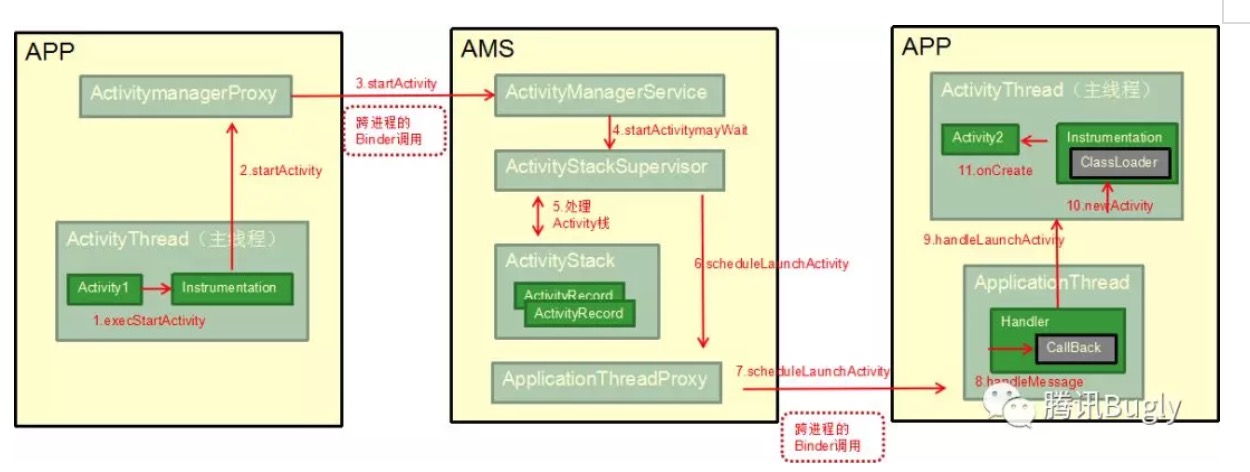 APP
ActivitymanagerProxy
2.startActivity
ActivityThread（主线程）
Activity1
Instrumentation
1.execStartActivity
3.startActivity
跨进程的
Binder调用
AMS
ActivityManagerService
4.startActivitymayWait
ActivityStackSupervisor
5.处理
Activity栈
ActivityStack
ActivityRecord
ActivityRecord
6.scheduleLaunchActivity
ApplicationThreadProxy
7.scheduleLaunchActivity
跨进程的
Binder调用
APP
ActivityThread（主线程）
Activity2
Instrumentation
ClassLoader
11.onCreate
10.newActivity
9.handleLaunchActivity
ApplicationThread
Handler
CallBack
8.handleMessage
腾讯Bugly